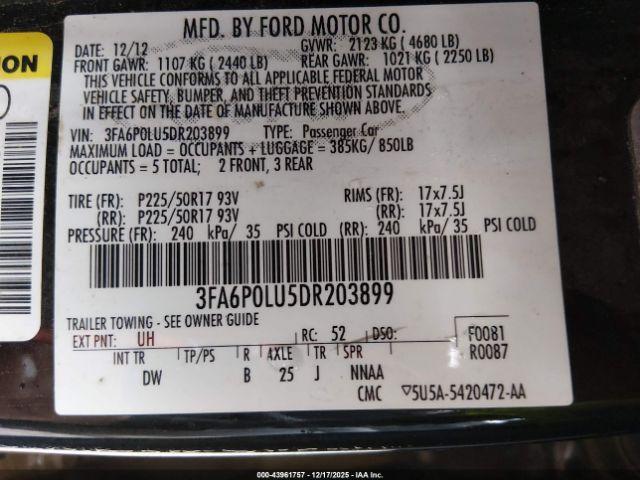 MFD. BY FORD MOTOR CO.
DATE: 12/12 GVWR: 2123 KG ( 4680 LB)
FRONT GAWR: 1107 KG ( 2440 LB) REAR GAWR: 1021 KG ( 2250 LB)
THIS VEHICLE CONFORMS TO ALL APPLICABLE FEDERAL MOTOR
VEHICLE SAFETY, BUMPER, AND THEFT PREVENTION STANDARDS
IN EFFECT ON THE DATE OF MANUFACTURE SHOWN ABOVE.
VIN: 3FA6P0LU5DR203899 TYPE: Passenger Car
MAXIMUM LOAD = OCCUPANTS + LUGGAGE = 385KG/ 850LB
OCCUPANTS = 5 TOTAL; 2 FRONT, 3 REAR
TIRE (FR): P225/50R17 93V RIMS (FR): 17x7.5J
(RR): P225/50R17 93V (RR): 17x7.5J
PRESSURE (FR): 240 kPa/ 35 PSI COLD (RR): 240 kPa/ 35 PSI COLD
3FA6P0LU5DR203899
TRAILER TOWING - SEE OWNER GUIDE
EXT PNT: UH RC: 52 DSO: F0081
INT TR TP/PS R AXLE TR SPR R0087
DW B 25 J NNAA
CMC ▽5U5A-5420472-AA
© IAA 000-43961757 | 12/17/2025 | IAA, Inc.